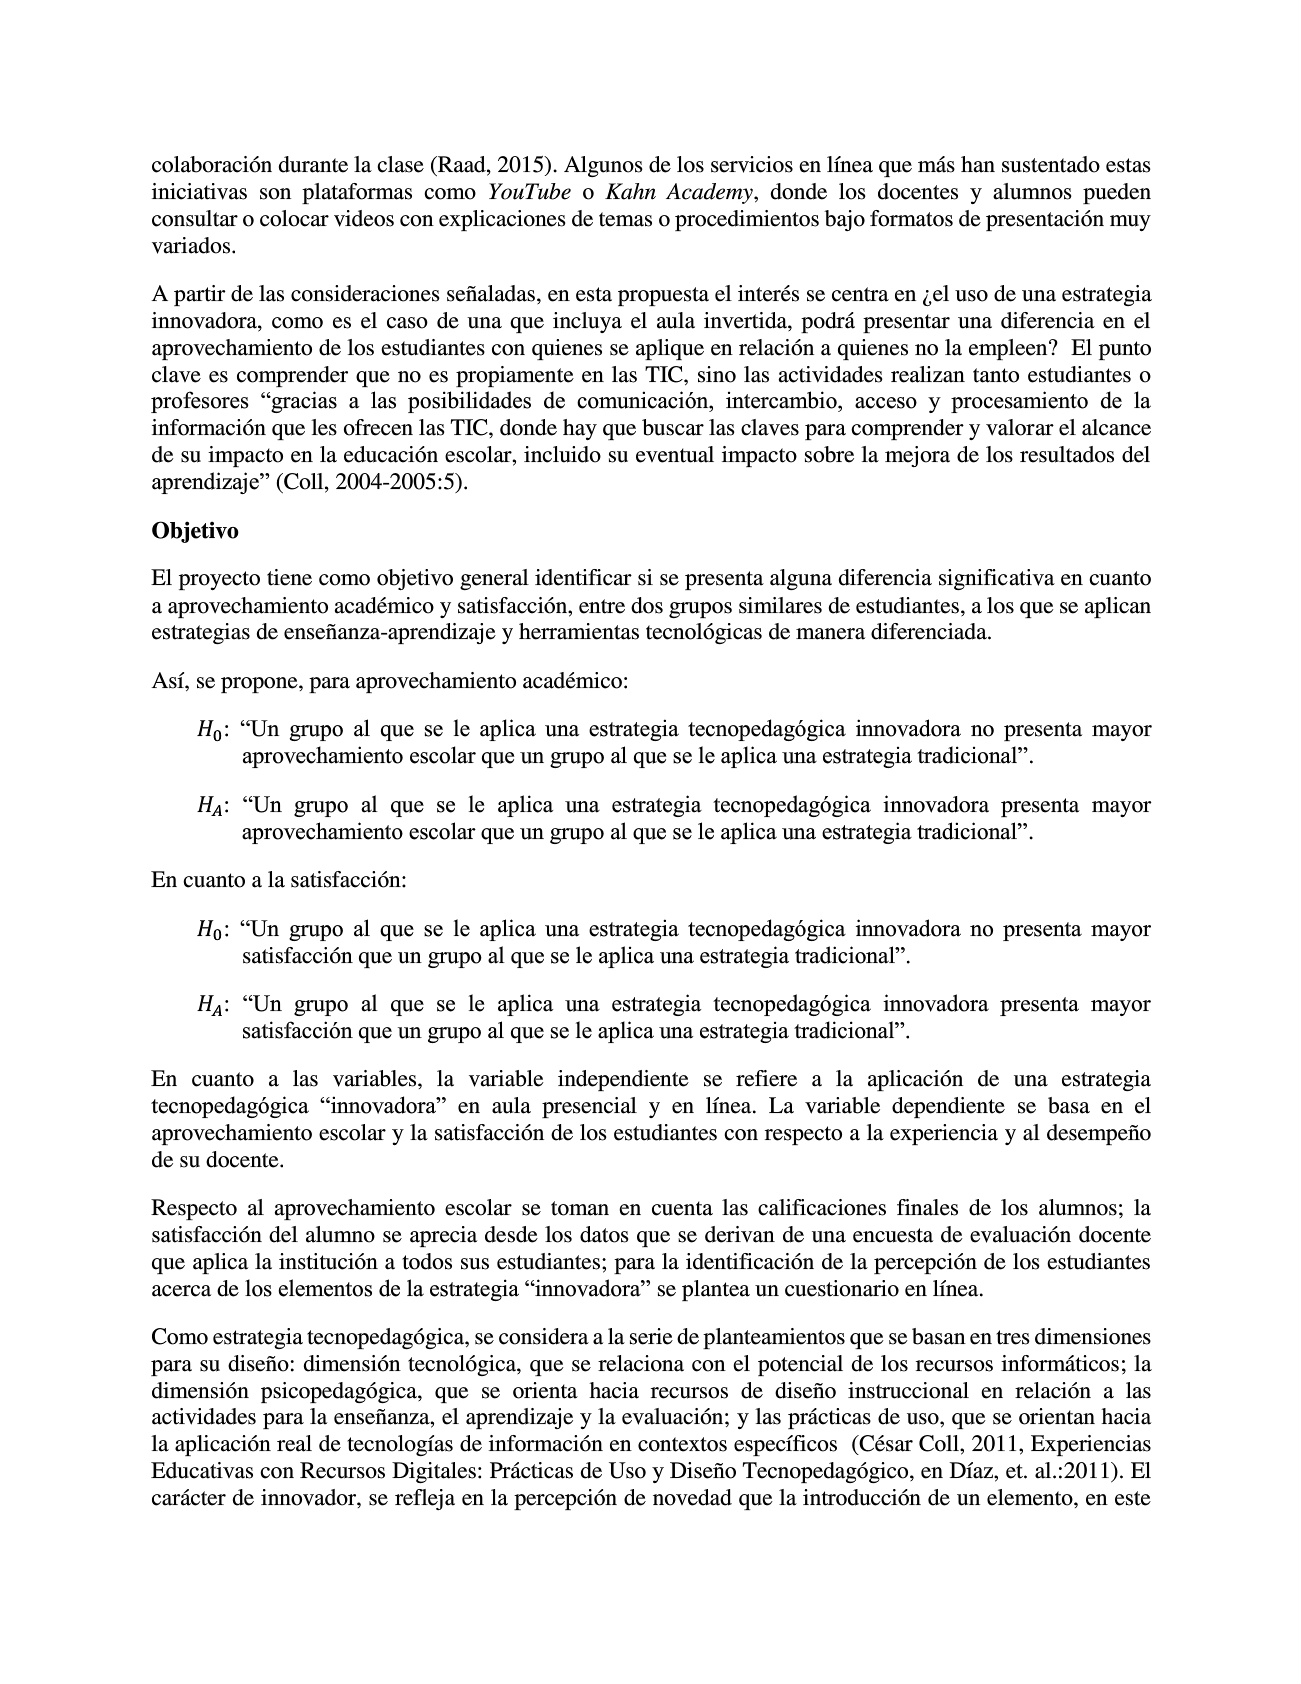 colaboración durante la clase (Raad, 2015). Algunos de los servicios en línea que más han sustentado estas
iniciativas son plataformas como YouTube o Kahn Academy, donde los docentes y alumnos pueden
consultar o colocar videos con explicaciones de temas o procedimientos bajo formatos de presentación muy
variados.
A partir de las consideraciones señaladas, en esta propuesta el interés se centra en ¿el uso de una estrategia
innovadora, como es el caso de una que incluya el aula invertida, podrá presentar una diferencia en el
aprovechamiento de los estudiantes con quienes se aplique en relación a quienes no la empleen? El punto
clave es comprender que no es propiamente en las TIC, sino las actividades realizan tanto estudiantes o
profesores “gracias a las posibilidades de comunicación, intercambio, acceso y procesamiento de la
información que les ofrecen las TIC, donde hay que buscar las claves para comprender y valorar el alcance
de su impacto en la educación escolar, incluido su eventual impacto sobre la mejora de los resultados del
aprendizaje” (Coll, 2004-2005:5).
Objetivo
El proyecto tiene como objetivo general identificar si se presenta alguna diferencia significativa en cuanto
a aprovechamiento académico y satisfacción, entre dos grupos similares de estudiantes, a los que se aplican
estrategias de enseñanza-aprendizaje y herramientas tecnológicas de manera diferenciada.
Así, se propone, para aprovechamiento académico:
H0: “Un grupo al que se le aplica una estrategia tecnopedagógica innovadora no presenta mayor
aprovechamiento escolar que un grupo al que se le aplica una estrategia tradicional”.
HA: “Un grupo al que se le aplica una estrategia tecnopedagógica innovadora presenta mayor
aprovechamiento escolar que un grupo al que se le aplica una estrategia tradicional”.
En cuanto a la satisfacción:
H0: “Un grupo al que se le aplica una estrategia tecnopedagógica innovadora no presenta mayor
satisfacción que un grupo al que se le aplica una estrategia tradicional”.
HA: “Un grupo al que se le aplica una estrategia tecnopedagógica innovadora presenta mayor
satisfacción que un grupo al que se le aplica una estrategia tradicional”.
En cuanto a las variables, la variable independiente se refiere a la aplicación de una estrategia
tecnopedagógica “innovadora” en aula presencial y en línea. La variable dependiente se basa en el
aprovechamiento escolar y la satisfacción de los estudiantes con respecto a la experiencia y al desempeño
de su docente.
Respecto al aprovechamiento escolar se toman en cuenta las calificaciones finales de los alumnos; la
satisfacción del alumno se aprecia desde los datos que se derivan de una encuesta de evaluación docente
que aplica la institución a todos sus estudiantes; para la identificación de la percepción de los estudiantes
acerca de los elementos de la estrategia “innovadora” se plantea un cuestionario en línea.
Como estrategia tecnopedagógica, se considera a la serie de planteamientos que se basan en tres dimensiones
para su diseño: dimensión tecnológica, que se relaciona con el potencial de los recursos informáticos; la
dimensión psicopedagógica, que se orienta hacia recursos de diseño instruccional en relación a las
actividades para la enseñanza, el aprendizaje y la evaluación; y las prácticas de uso, que se orientan hacia
la aplicación real de tecnologías de información en contextos específicos (César Coll, 2011, Experiencias
Educativas con Recursos Digitales: Prácticas de Uso y Diseño Tecnopedagógico, en Díaz, et. al.:2011). El
carácter de innovador, se refleja en la percepción de novedad que la introducción de un elemento, en este